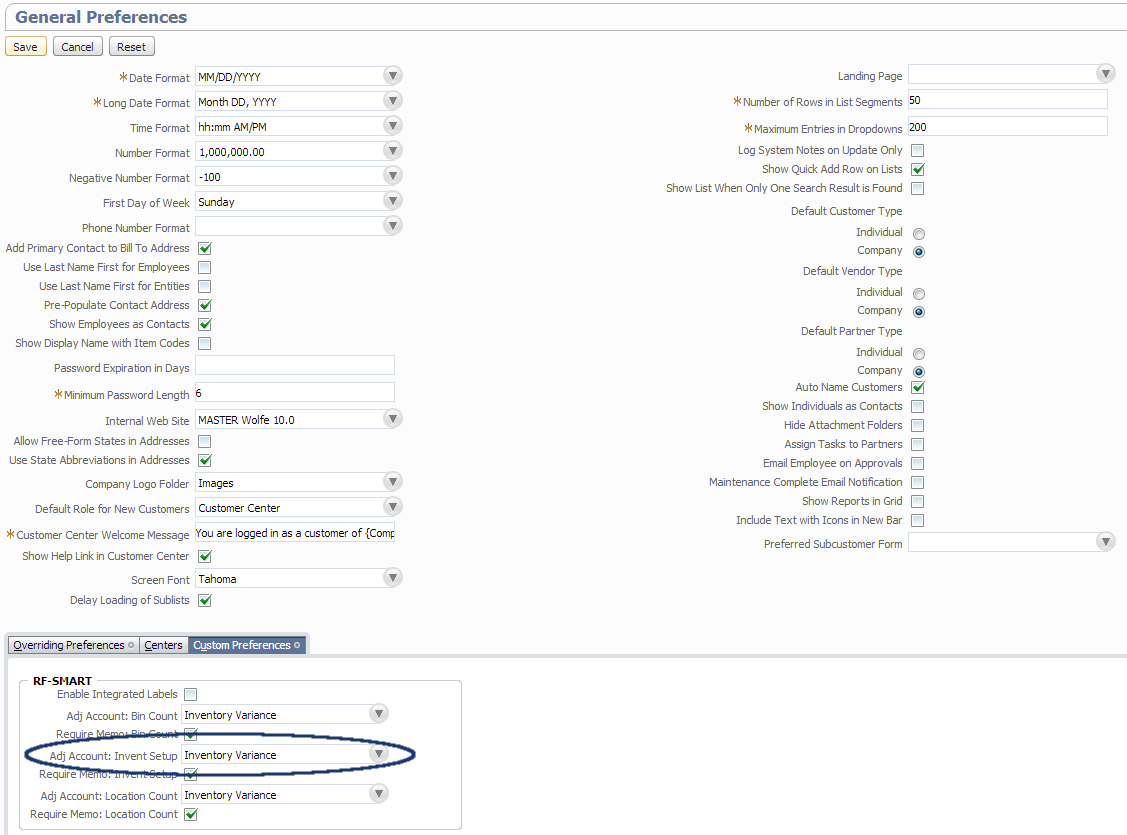 General Preferences
Save Cancel Reset
*Date Format MM/DD/YYYY
*Long Date Format Month DD, YYYY
Time Format hh:mm AM/PM
Number Format 1,000,000.00
Negative Number Format -100
First Day of Week Sunday
Phone Number Format
Add Primary Contact to Bill To Address
Use Last Name First for Employees
Use Last Name First for Entities
Pre-Populate Contact Address
Show Employees as Contacts
Show Display Name with Item Codes
Password Expiration in Days
*Minimum Password Length 6
Internal Web Site MASTER Wolfe 10.0
Allow Free-Form States in Addresses
Use State Abbreviations in Addresses
Company Logo Folder Images
Default Role for New Customers Customer Center
*Customer Center Welcome Message You are logged in as a customer of {Comp
Show Help Link in Customer Center
Screen Font Tahoma
Delay Loading of Sublists
Landing Page
*Number of Rows in List Segments 50
*Maximum Entries in Dropdowns 200
Log System Notes on Update Only
Show Quick Add Row on Lists
Show List When Only One Search Result is Found
Default Customer Type
Individual
Company
Default Vendor Type
Individual
Company
Default Partner Type
Individual
Company
Auto Name Customers
Show Individuals as Contacts
Hide Attachment Folders
Assign Tasks to Partners
Email Employee on Approvals
Maintenance Complete Email Notification
Show Reports in Grid
Include Text with Icons in New Bar
Preferred Subcustomer Form
Overriding Preferences Centers Custom Preferences
RF-SMART
Enable Integrated Labels
Adj Account: Bin Count Inventory Variance
Require Memo: Bin Count
Adj Account: Invent Setup Inventory Variance
Require Memo: Invent Setup
Adj Account: Location Count Inventory Variance
Require Memo: Location Count